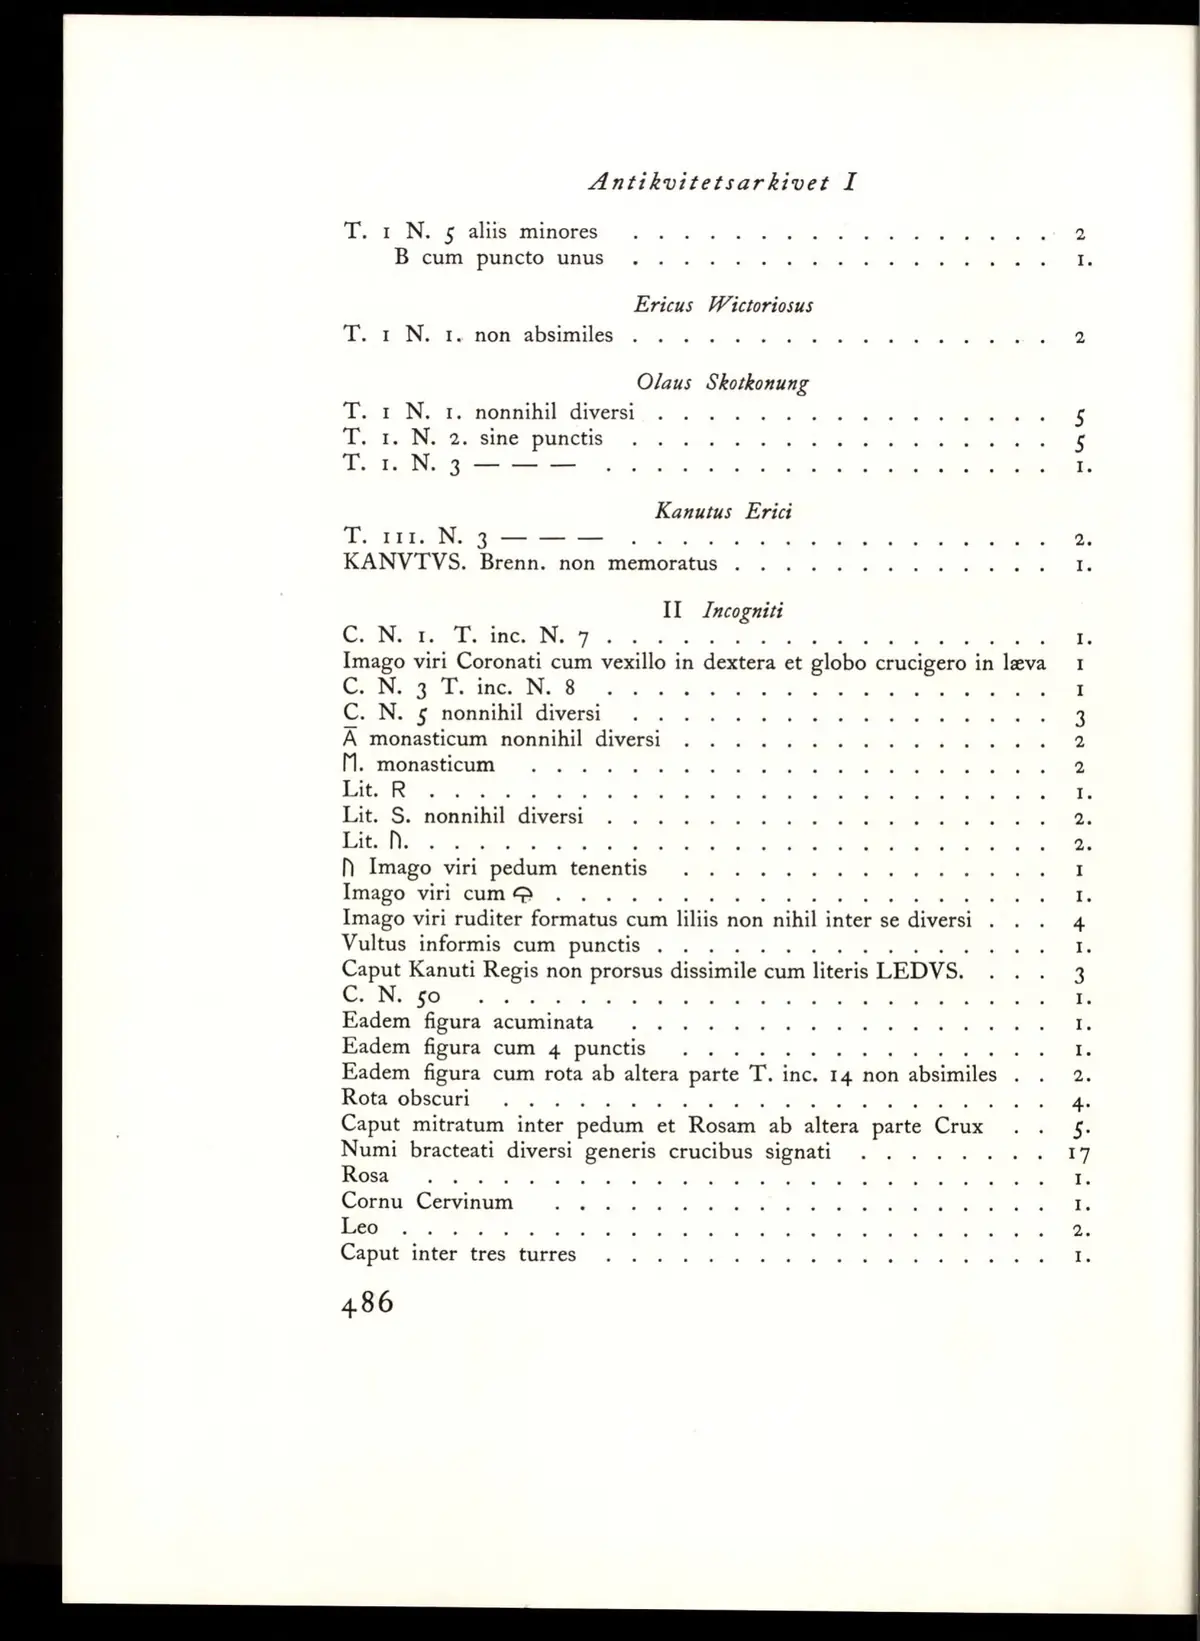 Antikvitetsarkivet I
T. 1 N. 5 aliis minores . . . . . . . . . . . . . . . . . 2
B cum puncto unus . . . . . . . . . . . . . . . . . 1.
Ericus Wictoriosus
T. 1 N. 1. non absimiles . . . . . . . . . . . . . . . . . 2
Olaus Skotkonung
T. 1 N. 1. nonnihil diversi . . . . . . . . . . . . . . . . 5
T. 1. N. 2. sine punctis . . . . . . . . . . . . . . . . . 5
T. 1. N. 3 — — — . . . . . . . . . . . . . . . . . . 1.
Kanutus Erici
T. III. N. 3 — — — . . . . . . . . . . . . . . . . . 2.
KANVTVS. Brenn. non memoratus . . . . . . . . . . . . . 1.
II Incogniti
C. N. 1. T. inc. N. 7 . . . . . . . . . . . . . . . . . . 1.
Imago viri Coronati cum vexillo in dextera et globo crucigero in læva 1
C. N. 3 T. inc. N. 8 . . . . . . . . . . . . . . . . . . 1
C. N. 5 nonnihil diversi . . . . . . . . . . . . . . . . . 3
Ā monasticum nonnihil diversi . . . . . . . . . . . . . . . 2
M. monasticum . . . . . . . . . . . . . . . . . . . . . 2
Lit. R . . . . . . . . . . . . . . . . . . . . . . . . . 1.
Lit. S. nonnihil diversi . . . . . . . . . . . . . . . . . . 2.
Lit. Ո. . . . . . . . . . . . . . . . . . . . . . . . . . 2.
Ո Imago viri pedum tenentis . . . . . . . . . . . . . . . 1
Imago viri cum . . . . . . . . . . . . . . . . . . . . 1.
Imago viri ruditer formatus cum liliis non nihil inter se diversi . . . 4
Vultus informis cum punctis . . . . . . . . . . . . . . . . 1.
Caput Kanuti Regis non prorsus dissimile cum literis LEDVS. . . . 3
C. N. 50 . . . . . . . . . . . . . . . . . . . . . . . 1.
Eadem figura acuminata . . . . . . . . . . . . . . . . . 1.
Eadem figura cum 4 punctis . . . . . . . . . . . . . . . 1.
Eadem figura cum rota ab altera parte T. inc. 14 non absimiles . . 2.
Rota obscuri . . . . . . . . . . . . . . . . . . . . . . 4.
Caput mitratum inter pedum et Rosam ab altera parte Crux . . 5.
Numi bracteati diversi generis crucibus signati . . . . . . . . 17
Rosa . . . . . . . . . . . . . . . . . . . . . . . . . 1.
Cornu Cervinum . . . . . . . . . . . . . . . . . . . . 1.
Leo . . . . . . . . . . . . . . . . . . . . . . . . . . 2.
Caput inter tres turres . . . . . . . . . . . . . . . . . . 1.
486